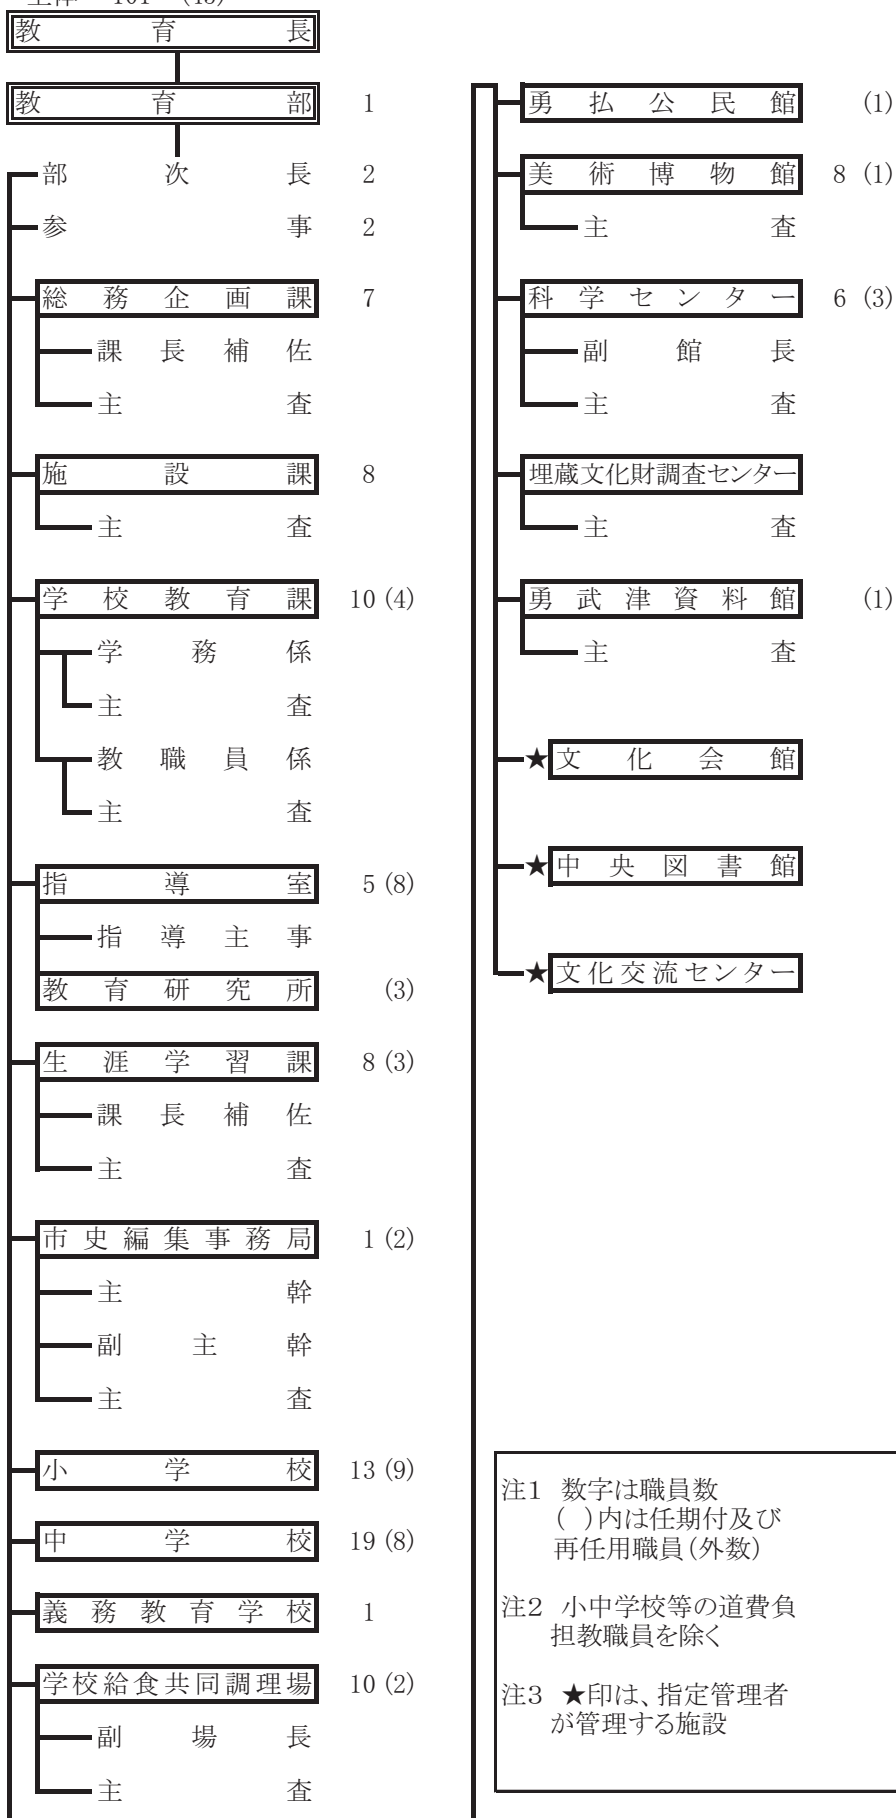 教育長
教育部 1
部次長 2
参事 2
総務企画課 7
課長補佐
主査
施設課 8
主査
学校教育課 10 (4)
学務係
主査
教職員係
主査
指導室 5 (8)
指導主事
教育研究所 (3)
生涯学習課 8 (3)
課長補佐
主査
市史編集事務局 1 (2)
主幹
副主幹
主査
小学校 13 (9)
中学校 19 (8)
義務教育学校 1
学校給食共同調理場 10 (2)
副場長
主査
勇払公民館 (1)
美術博物館 8 (1)
主査
科学センター 6 (3)
副館長
主査
埋蔵文化財調査センター
主査
勇武津資料館 (1)
主査
★文化会館
★中央図書館
★文化交流センター
注1 数字は職員数
( )内は任期付及び
再任用職員(外数)
注2 小中学校等の道費負
担教職員を除く
注3 ★印は、指定管理者
が管理する施設